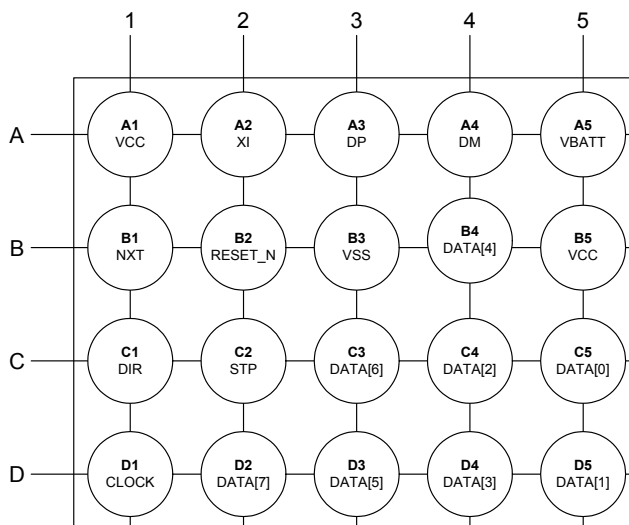 1 2 3 4 5
A A1 A2 A3 A4 A5
VCC XI DP DM VBATT
B B1 B2 B3 B4 B5
NXT RESET_N VSS DATA[4] VCC
C C1 C2 C3 C4 C5
DIR STP DATA[6] DATA[2] DATA[0]
D D1 D2 D3 D4 D5
CLOCK DATA[7] DATA[5] DATA[3] DATA[1]